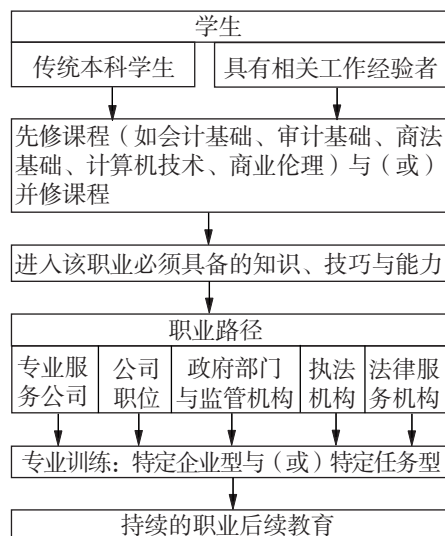 学生
传统本科学生 具有相关工作经验者
先修课程（如会计基础、审计基础、商法
基础、计算机技术、商业伦理）与（或）
并修课程
进入该职业必须具备的知识、技巧与能力
职业路径
专业服 公司 政府部门 执法 法律服
务公司 职位 与监管机构 机构 务机构
专业训练：特定企业型与（或）特定任务型
持续的职业后续教育